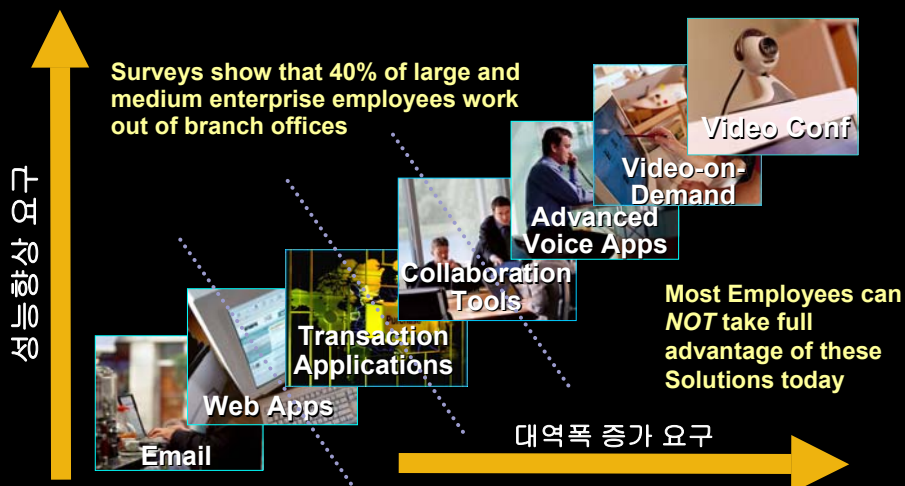 Surveys show that 40% of large and
medium enterprise employees work
out of branch offices
성능향상 요구
Video Conf
Video-on-
Demand
Advanced
Voice Apps
Collaboration
Tools
Transaction
Applications
Web Apps
Email
Most Employees can
NOT take full
advantage of these
Solutions today
대역폭 증가 요구